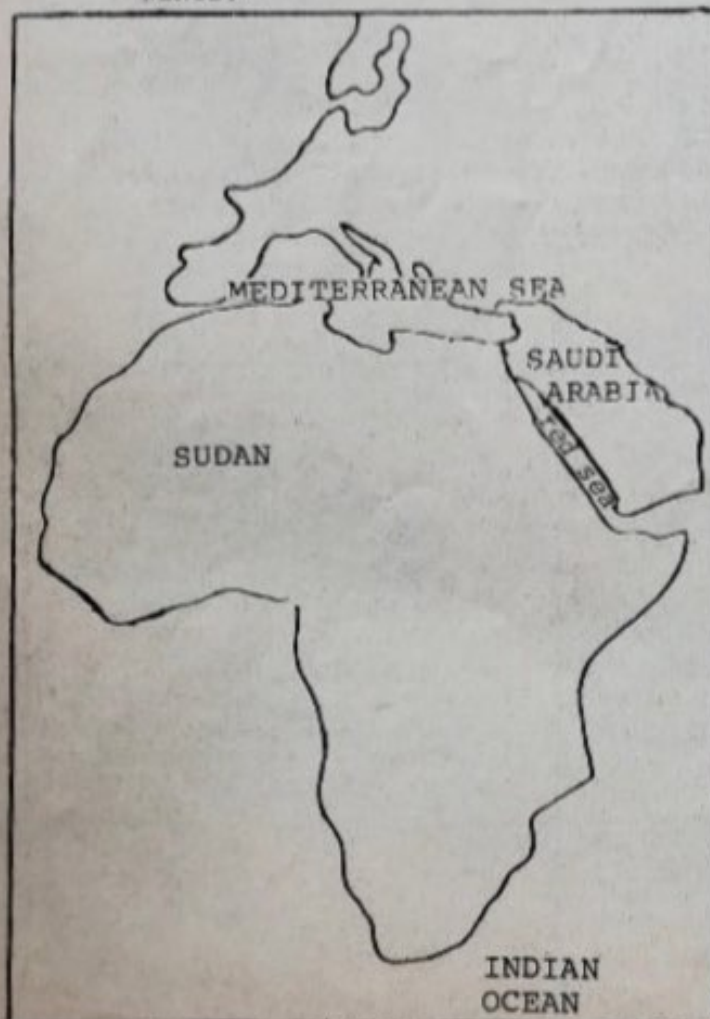 MEDITERRANEAN SEA
SAUDI
ARABIA
red sea
SUDAN
INDIAN
OCEAN